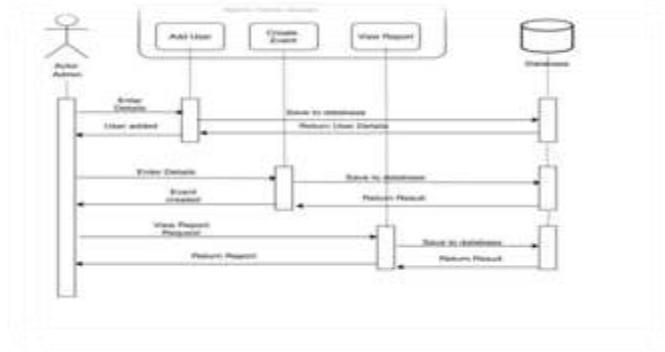 Add User
Create
Event
View Report
Actor
Admin
Database
Enter
Details
Save to database
User added
Return User Details
Enter Details
Save to database
Event
created
Return Result
View Report
Request
Save to database
Return Report
Return Result